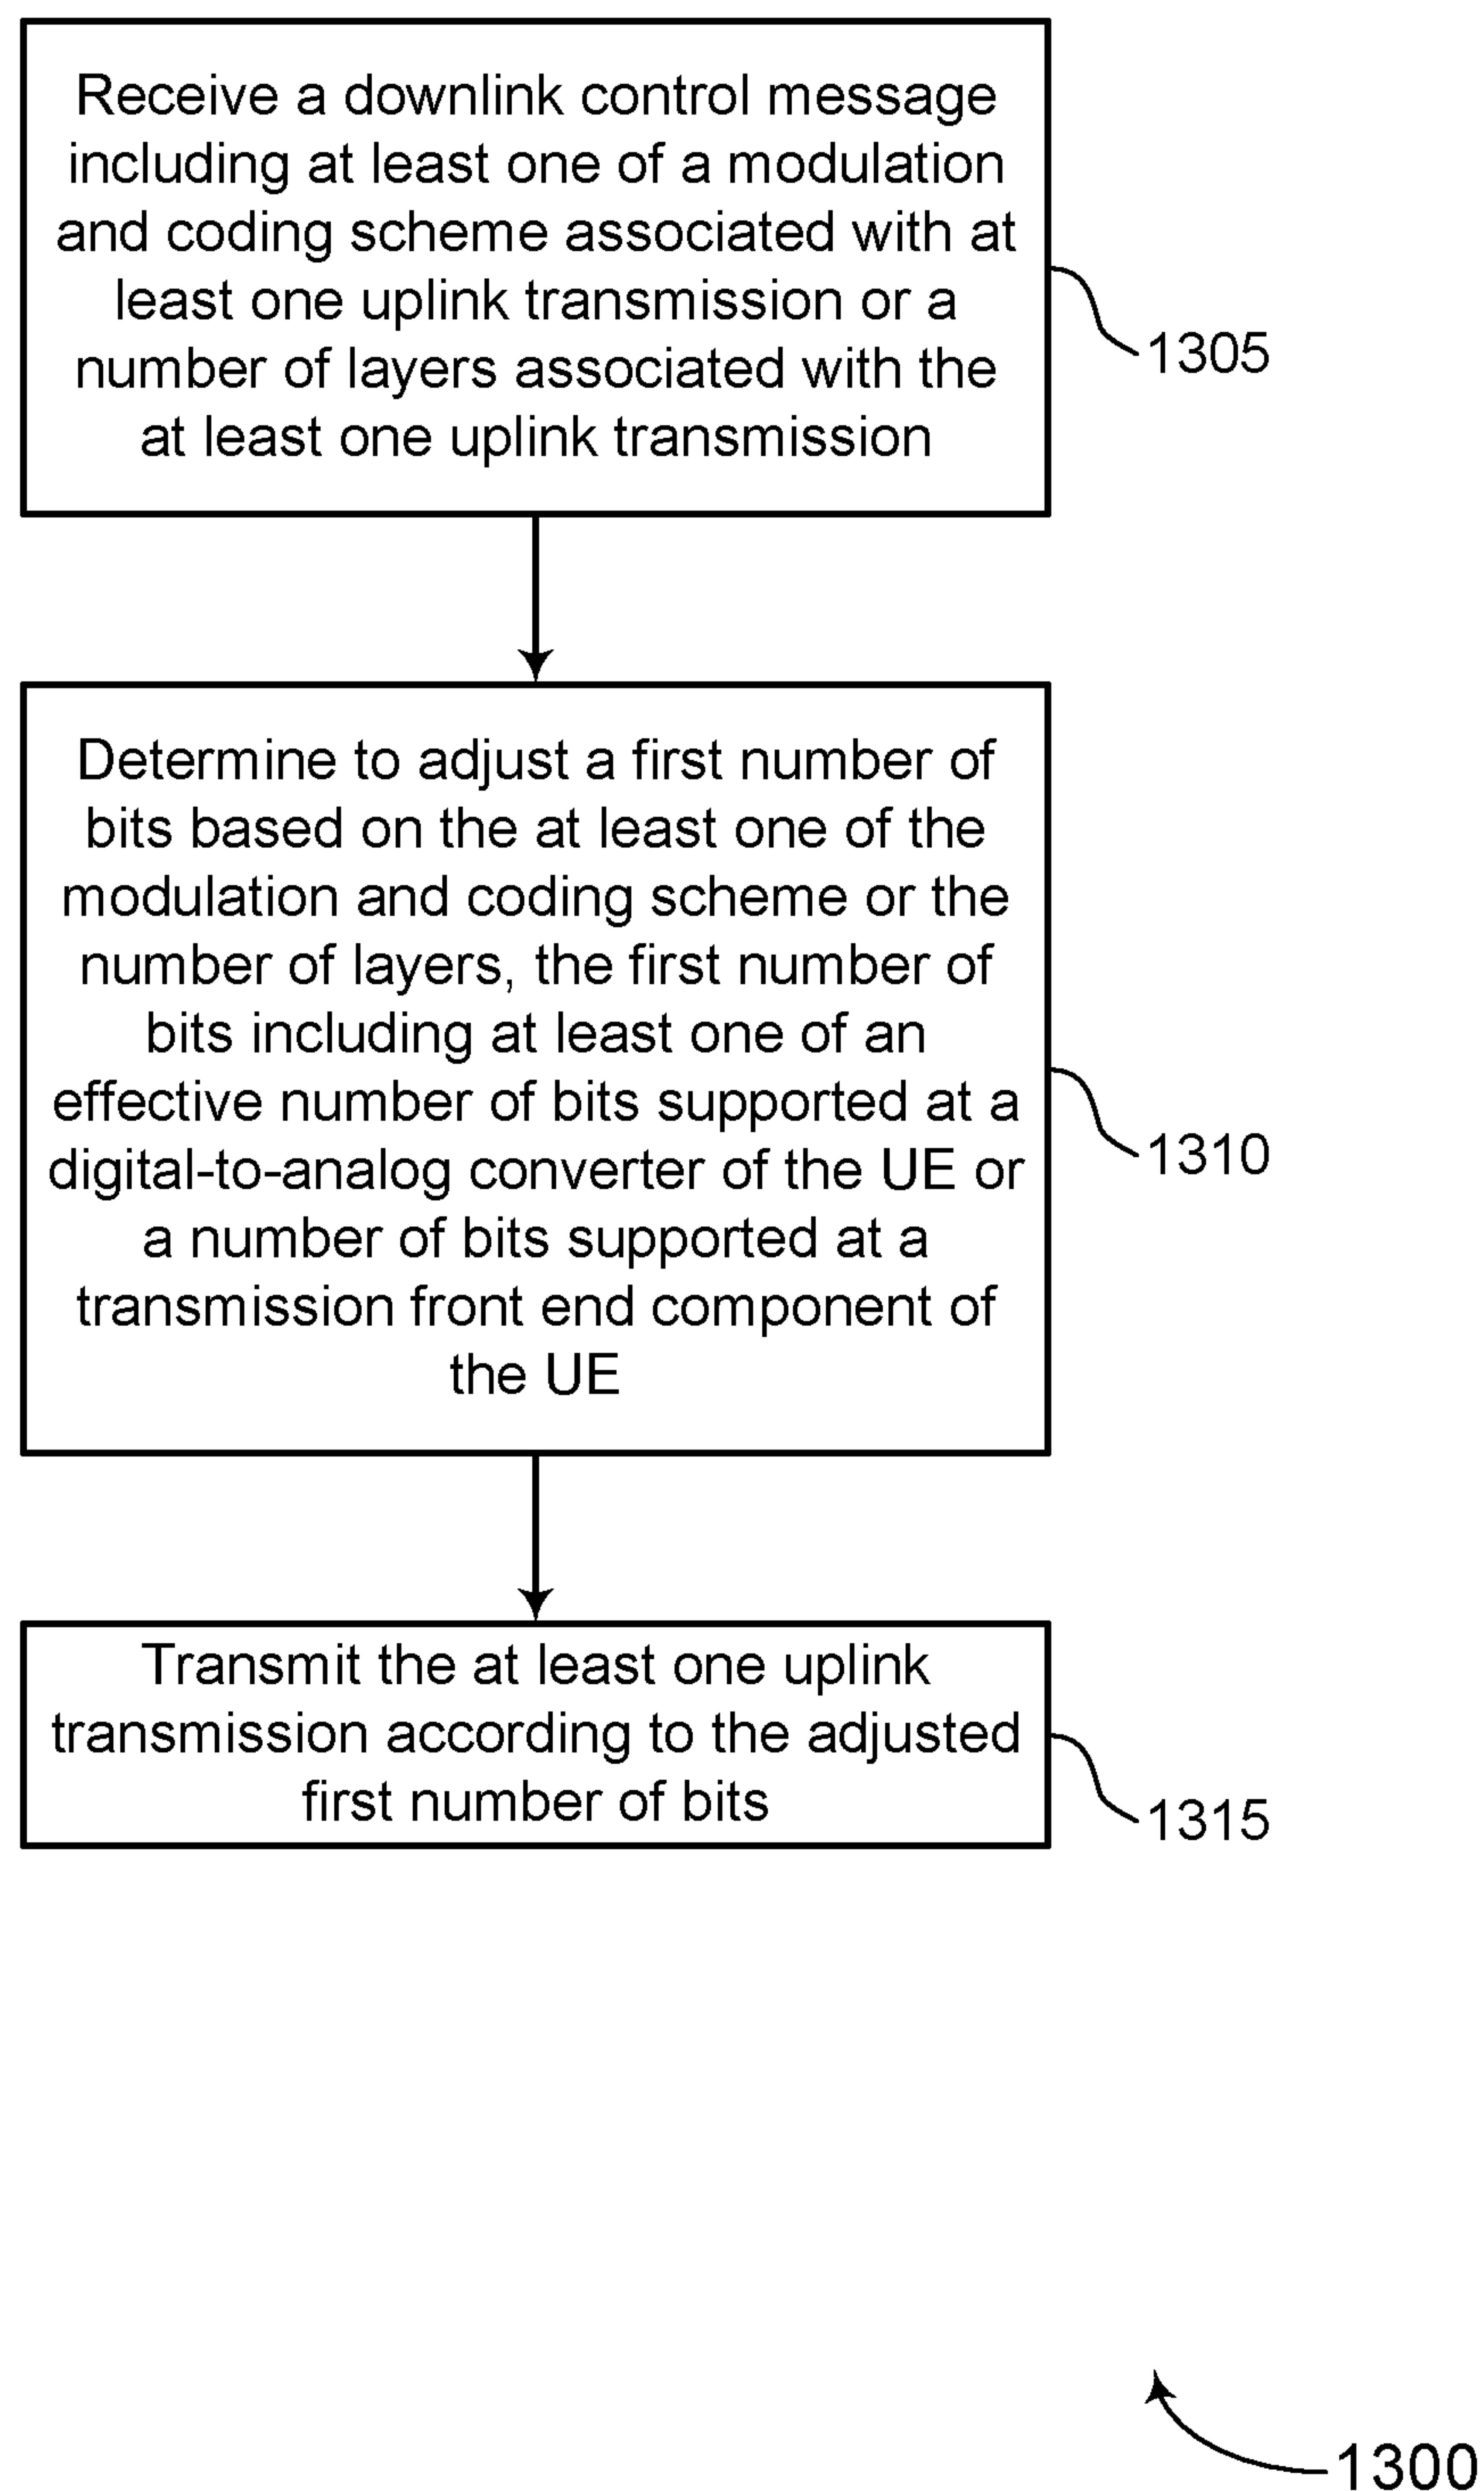 Receive a downlink control message
including at least one of a modulation
and coding scheme associated with at
least one uplink transmission or a
number of layers associated with the
at least one uplink transmission
1305
Determine to adjust a first number of
bits based on the at least one of the
modulation and coding scheme or the
number of layers, the first number of
bits including at least one of an
effective number of bits supported at a
digital-to-analog converter of the UE or
a number of bits supported at a
transmission front end component of
the UE
1310
Transmit the at least one uplink
transmission according to the adjusted
first number of bits
1315
1300